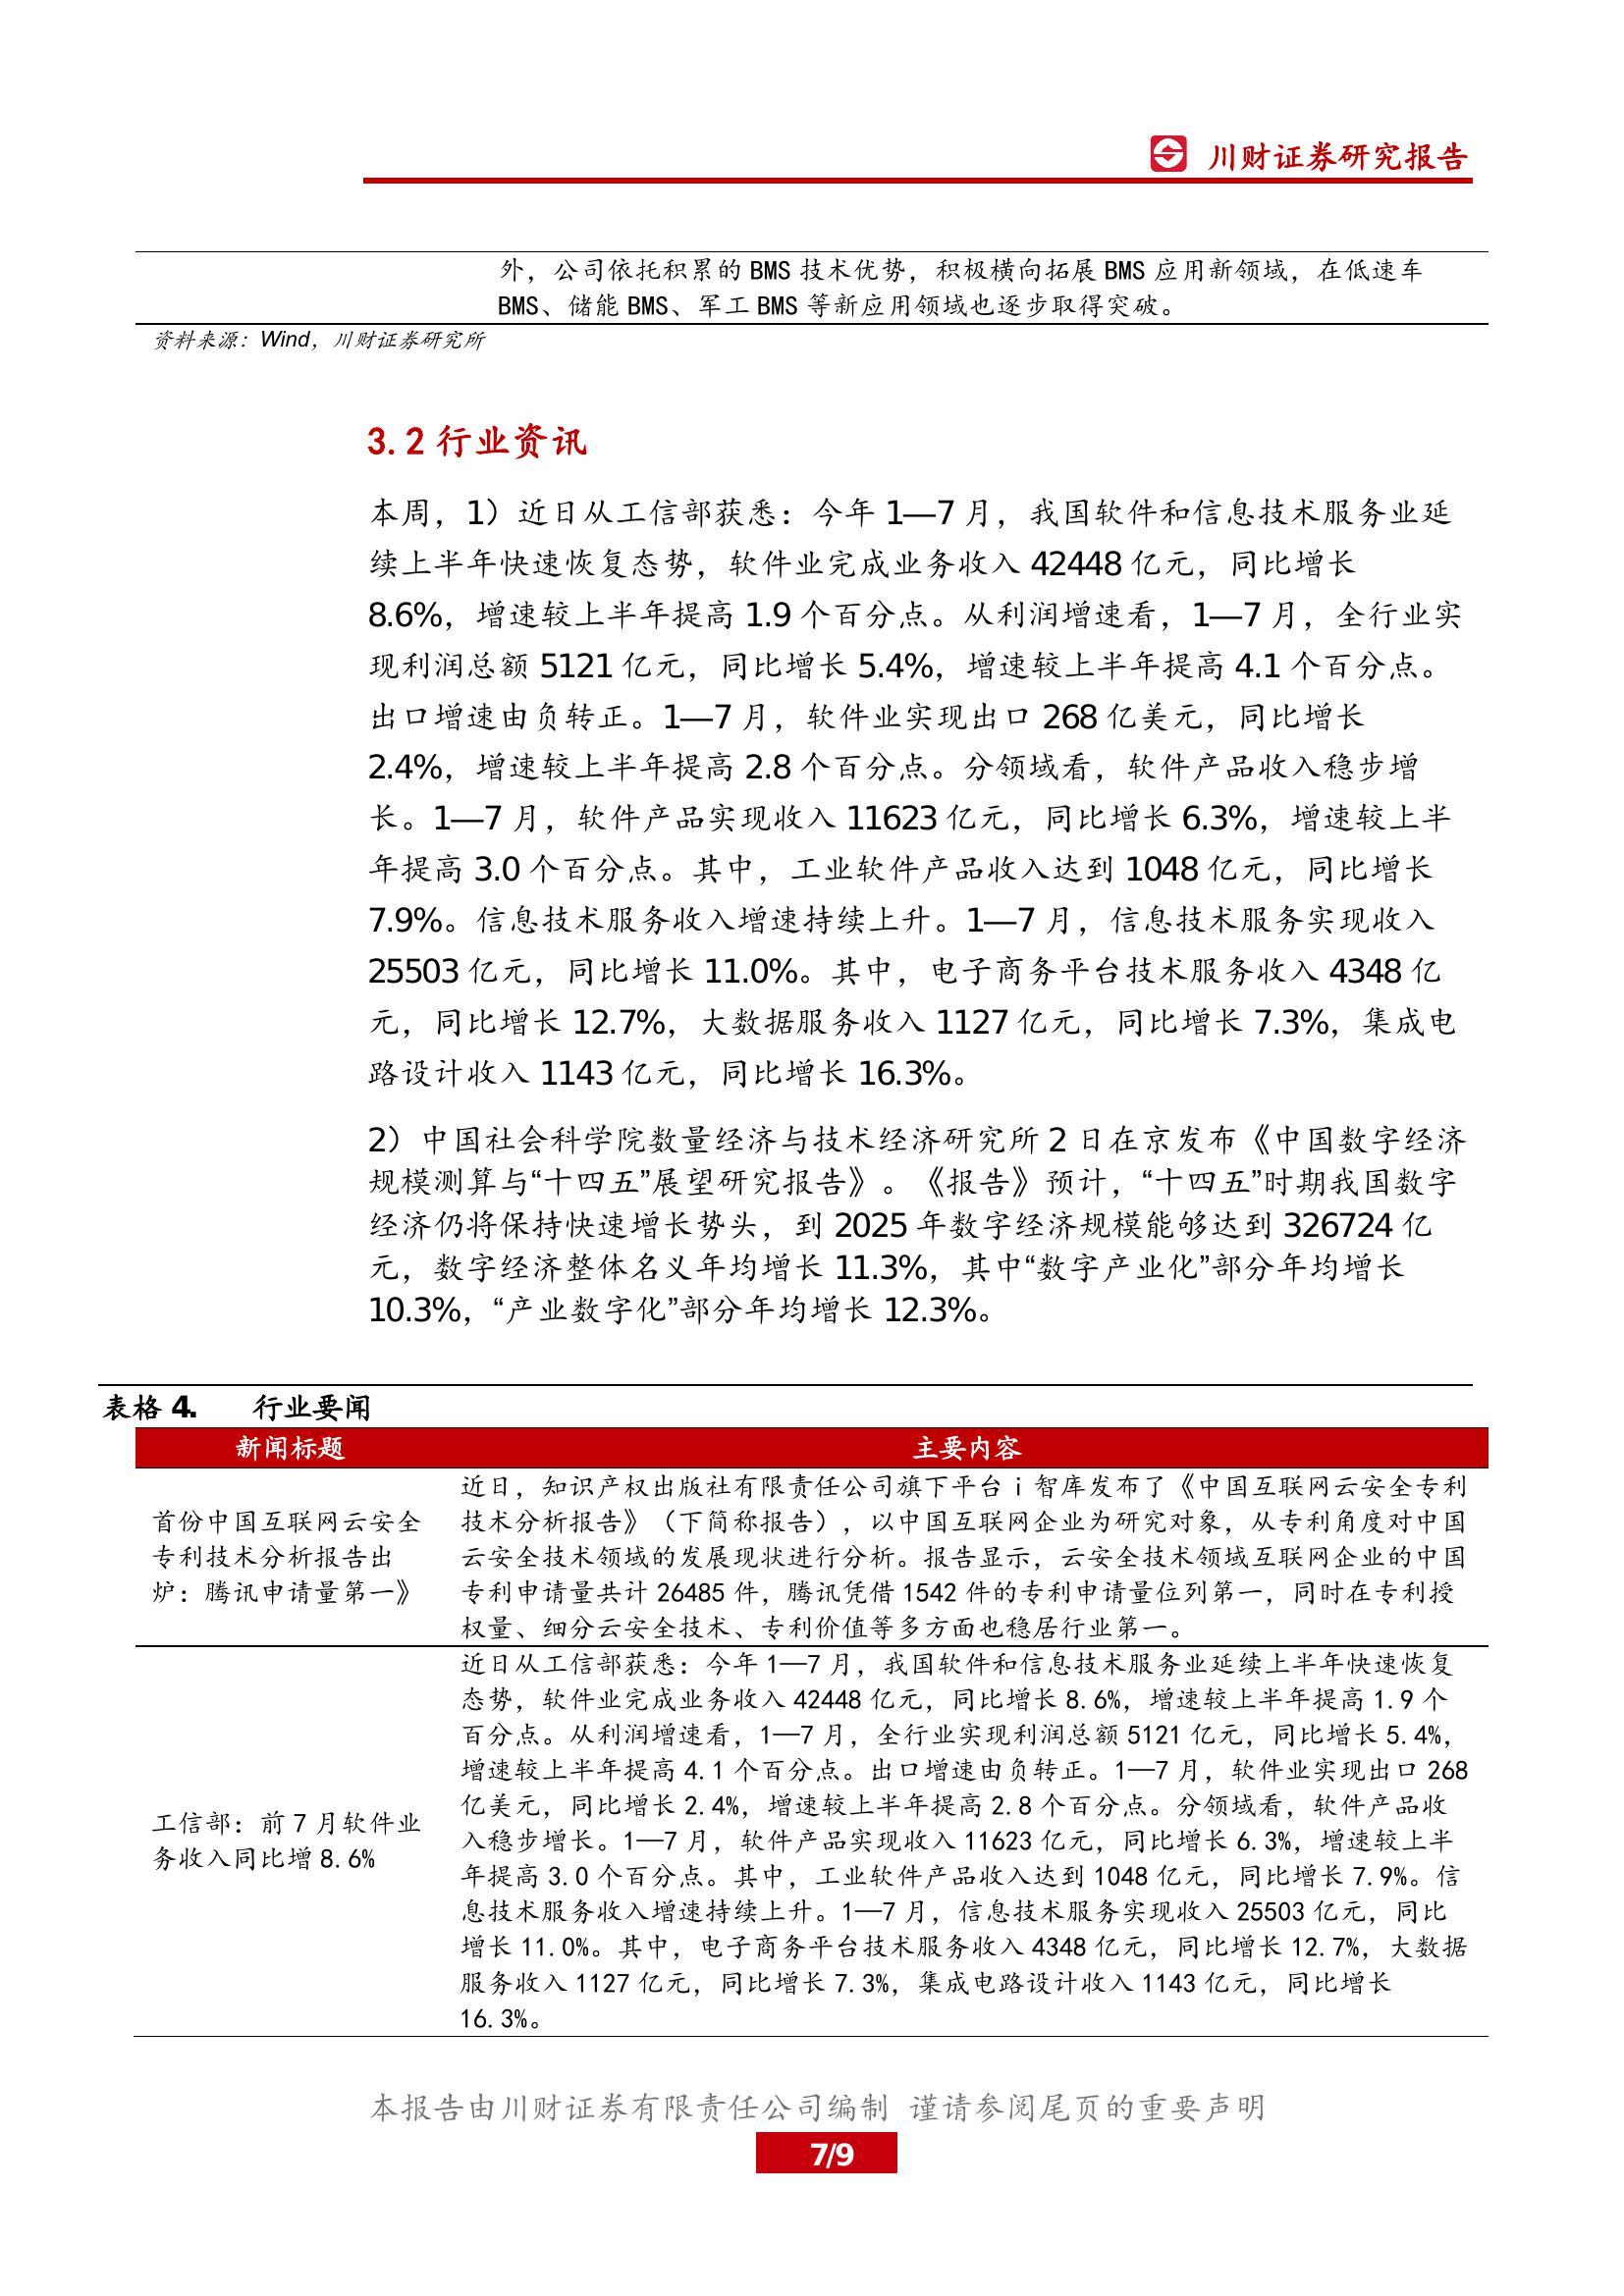 川财证券研究报告
外，公司依托积累的 BMS 技术优势，积极横向拓展 BMS 应用新领域，在低速车
BMS、储能 BMS、军工 BMS 等新应用领域也逐步取得突破。
资料来源：Wind，川财证券研究所
3.2 行业资讯
本周，1）近日从工信部获悉：今年 1—7 月，我国软件和信息技术服务业延
续上半年快速恢复态势，软件业完成业务收入 42448 亿元，同比增长
8.6%，增速较上半年提高 1.9 个百分点。从利润增速看，1—7 月，全行业实
现利润总额 5121 亿元，同比增长 5.4%，增速较上半年提高 4.1 个百分点。
出口增速由负转正。1—7 月，软件业实现出口 268 亿美元，同比增长
2.4%，增速较上半年提高 2.8 个百分点。分领域看，软件产品收入稳步增
长。1—7 月，软件产品实现收入 11623 亿元，同比增长 6.3%，增速较上半
年提高 3.0 个百分点。其中，工业软件产品收入达到 1048 亿元，同比增长
7.9%。信息技术服务收入增速持续上升。1—7 月，信息技术服务实现收入
25503 亿元，同比增长 11.0%。其中，电子商务平台技术服务收入 4348 亿
元，同比增长 12.7%，大数据服务收入 1127 亿元，同比增长 7.3%，集成电
路设计收入 1143 亿元，同比增长 16.3%。
2）中国社会科学院数量经济与技术经济研究所 2 日在京发布《中国数字经济
规模测算与“十四五”展望研究报告》。《报告》预计，“十四五”时期我国数字
经济仍将保持快速增长势头，到 2025 年数字经济规模能够达到 326724 亿
元，数字经济整体名义年均增长 11.3%，其中“数字产业化”部分年均增长
10.3%，“产业数字化”部分年均增长 12.3%。
表格 4. 行业要闻
新闻标题 主要内容
首份中国互联网云安全
专利技术分析报告出
炉：腾讯申请量第一》
近日，知识产权出版社有限责任公司旗下平台 i 智库发布了《中国互联网云安全专利
技术分析报告》（下简称报告），以中国互联网企业为研究对象，从专利角度对中国
云安全技术领域的发展现状进行分析。报告显示，云安全技术领域互联网企业的中国
专利申请量共计 26485 件，腾讯凭借 1542 件的专利申请量位列第一，同时在专利授
权量、细分云安全技术、专利价值等多方面也稳居行业第一。
工信部：前 7 月软件业
务收入同比增 8.6%
近日从工信部获悉：今年 1—7 月，我国软件和信息技术服务业延续上半年快速恢复
态势，软件业完成业务收入 42448 亿元，同比增长 8.6%，增速较上半年提高 1.9 个
百分点。从利润增速看，1—7 月，全行业实现利润总额 5121 亿元，同比增长 5.4%，
增速较上半年提高 4.1 个百分点。出口增速由负转正。1—7 月，软件业实现出口 268
亿美元，同比增长 2.4%，增速较上半年提高 2.8 个百分点。分领域看，软件产品收
入稳步增长。1—7 月，软件产品实现收入 11623 亿元，同比增长 6.3%，增速较上半
年提高 3.0 个百分点。其中，工业软件产品收入达到 1048 亿元，同比增长 7.9%。信
息技术服务收入增速持续上升。1—7 月，信息技术服务实现收入 25503 亿元，同比
增长 11.0%。其中，电子商务平台技术服务收入 4348 亿元，同比增长 12.7%，大数据
服务收入 1127 亿元，同比增长 7.3%，集成电路设计收入 1143 亿元，同比增长
16.3%。
本报告由川财证券有限责任公司编制 谨请参阅尾页的重要声明
7/9